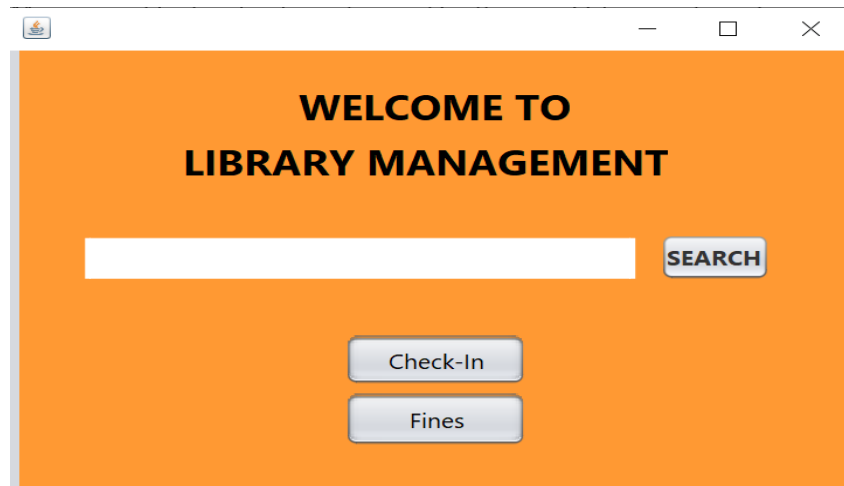 WELCOME TO
LIBRARY MANAGEMENT
SEARCH
Check-In
Fines